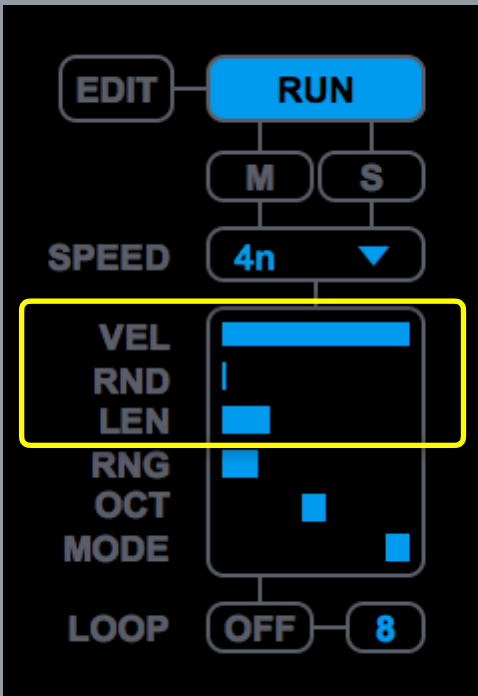 EDIT RUN
M S
SPEED 4n
VEL
RND
LEN
RNG
OCT
MODE
LOOP OFF 8